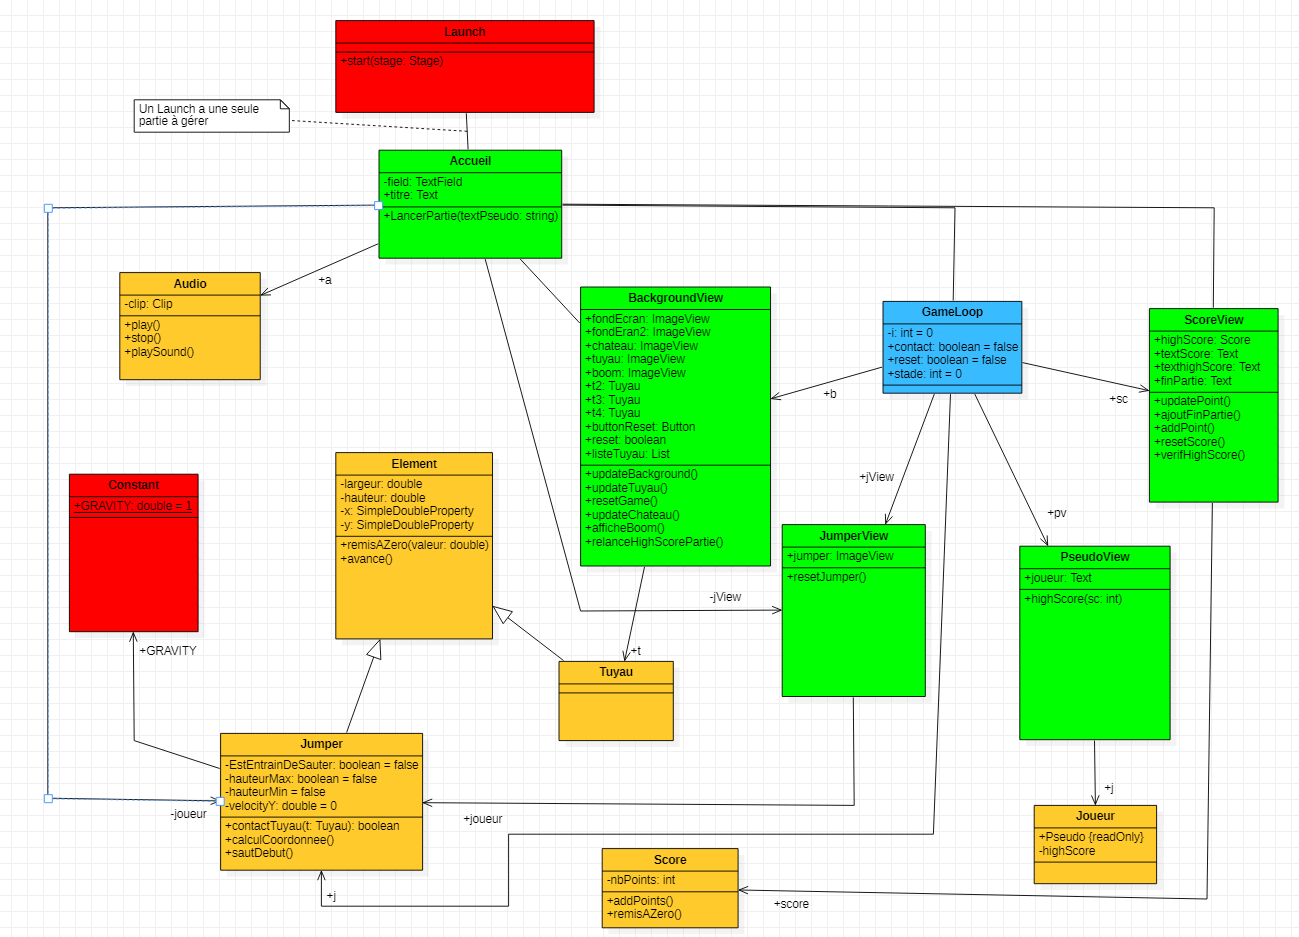 Launch
+start(stage: Stage)
Un Launch a une seule
partie à gérer
Accueil
-field: TextField
+titre: Text
+LancerPartie(textPseudo: string)
+a
Audio
-clip: Clip
+play()
+stop()
+playSound()
BackgroundView
+fondEcran: ImageView
+fondEran2: ImageView
+chateau: ImageView
+tuyau: ImageView
+boom: ImageView
+t2: Tuyau
+t3: Tuyau
+t4: Tuyau
+buttonReset: Button
+reset: boolean
+listeTuyau: List
+updateBackground()
+updateTuyau()
+resetGame()
+updateChateau()
+afficheBoom()
+relanceHighScorePartie()
GameLoop
-i: int = 0
+contact: boolean = false
+reset: boolean = false
+stade: int = 0
+b
+sc
+jView
+pv
ScoreView
+highScore: Score
+textScore: Text
+texthighScore: Text
+finPartie: Text
+updatePoint()
+ajoutFinPartie()
+addPoint()
+resetScore()
+verifHighScore()
Constant
+GRAVITY: double = 1
+GRAVITY
Element
-largeur: double
-hauteur: double
-x: SimpleDoubleProperty
-y: SimpleDoubleProperty
+remisAZero(valeur: double)
+avance()
JumperView
+jumper: ImageView
+resetJumper()
-jView
PseudoView
+joueur: Text
+highScore(sc: int)
+t
Tuyau
Jumper
-EstEntrainDeSauter: boolean = false
-hauteurMax: boolean = false
-hauteurMin = false
-velocityY: double = 0
+contactTuyau(t: Tuyau): boolean
+calculCoordonnee()
+sautDebut()
-joueur
+joueur
+j
+j
Joueur
+Pseudo {readOnly}
-highScore
Score
-nbPoints: int
+addPoints()
+remisAZero()
+score